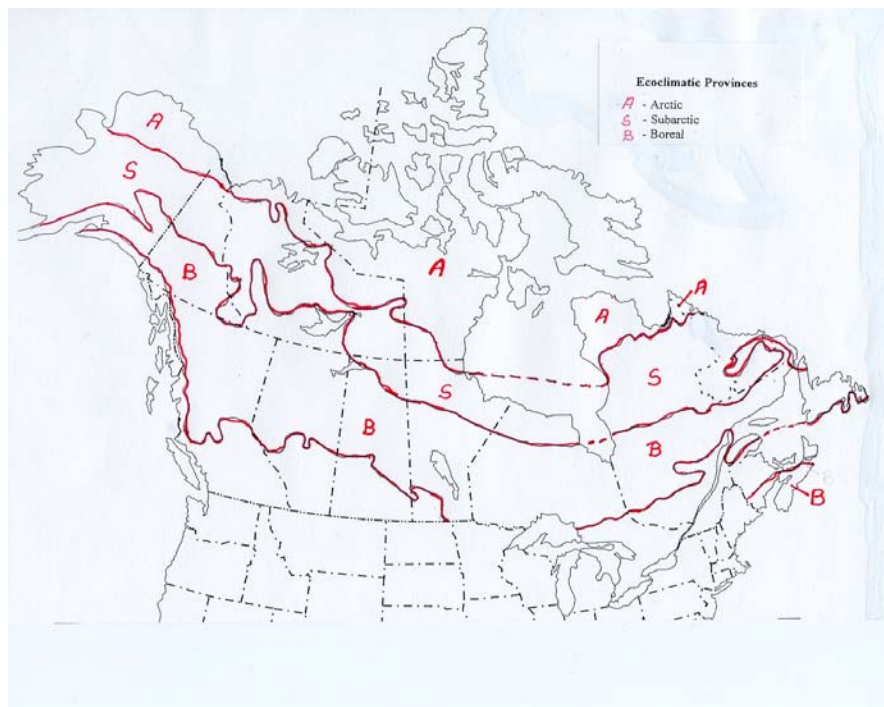 Ecoclimatic Provinces
A - Arctic
S - Subarctic
B - Boreal
A
S
B
A
A
A
S
S
B
B
B
B